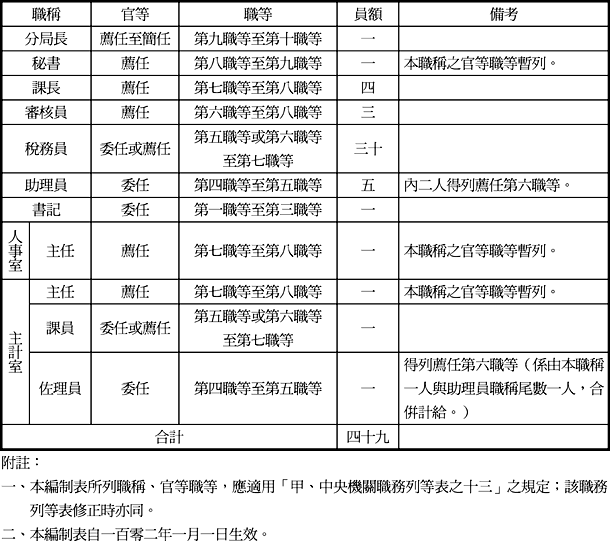 職稱 官等 職等 員額 備考
分局長 薦任至簡任 第九職等至第十職等 一
秘書 薦任 第八職等至第九職等 一 本職稱之官等職等暫列。
課長 薦任 第七職等至第八職等 四
審核員 薦任 第六職等至第八職等 三
稅務員 委任或薦任 第五職等或第六職等 三十
至第七職等
助理員 委任 第四職等至第五職等 五 內二人得列薦任第六職等。
書記 委任 第一職等至第三職等 一
人事室 主任 薦任 第七職等至第八職等 一 本職稱之官等職等暫列。
主計室 主任 薦任 第七職等至第八職等 一 本職稱之官等職等暫列。
課員 委任或薦任 第五職等或第六職等 一
至第七職等
佐理員 委任 第四職等至第五職等 一 得列薦任第六職等（係由本職稱
一人與助理員職稱尾數一人，合
併計給。）
合計 四十九
附註：
一、本編制表所列職稱、官等職等，應適用「甲、中央機關職務列等表之十三」之規定；該職務
列等表修正時亦同。
二、本編制表自一百零二年一月一日生效。